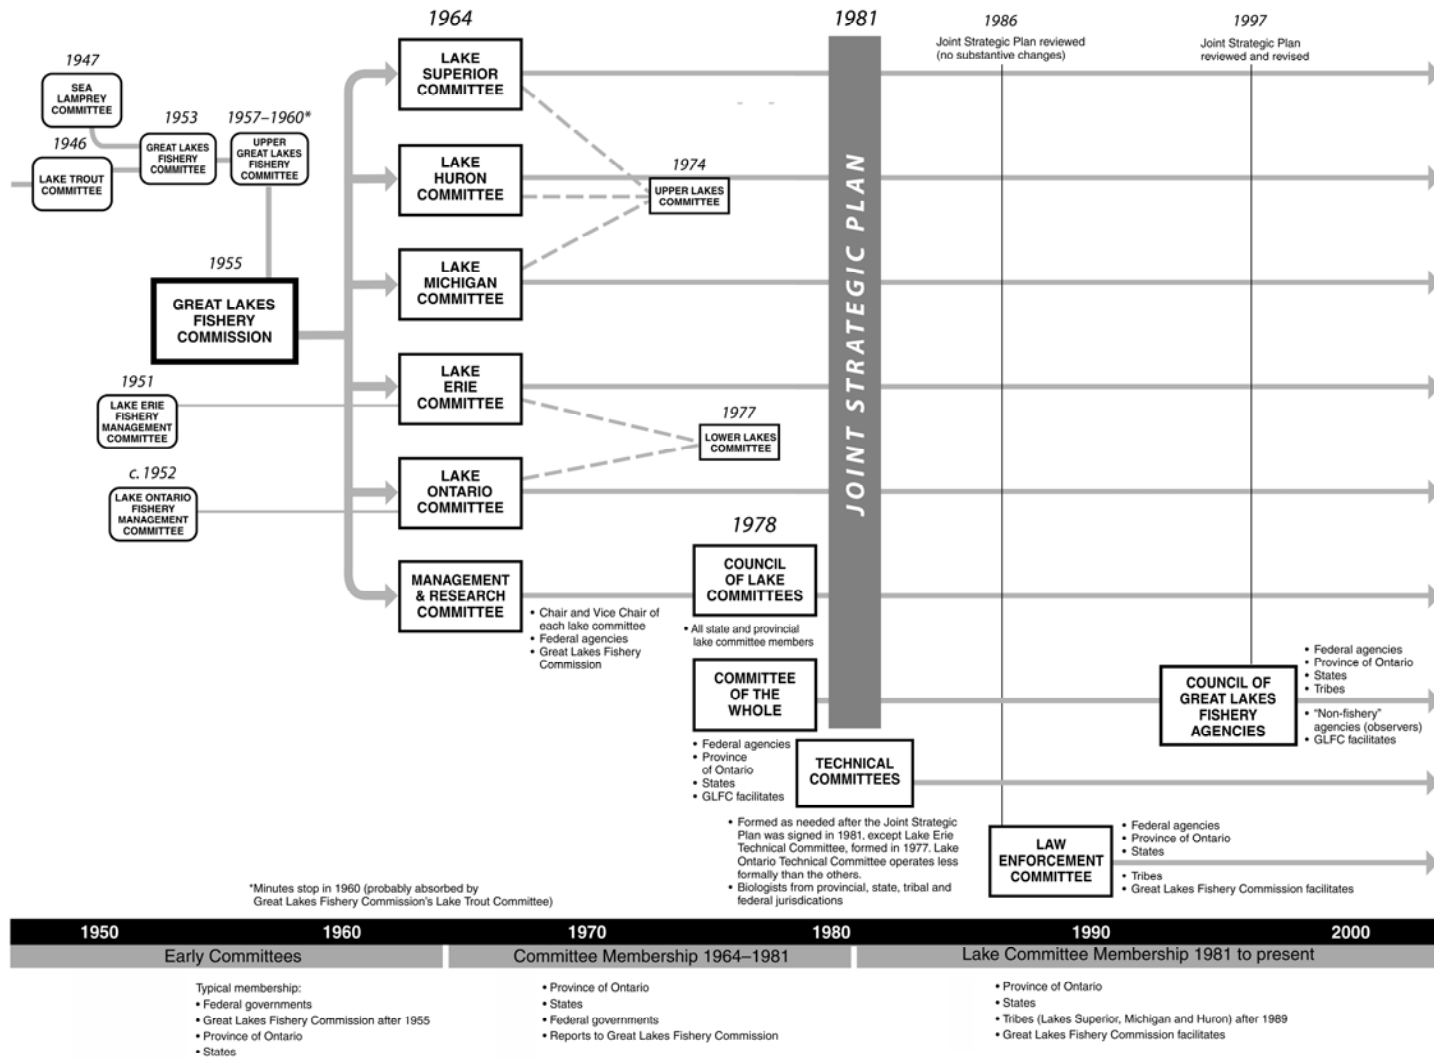 1964
1981
1986
Joint Strategic Plan reviewed
(no substantive changes)
1997
Joint Strategic Plan
reviewed and revised
1947
SEA
LAMPREY
COMMITTEE
1946
LAKE TROUT
COMMITTEE
1953
GREAT LAKES
FISHERY
COMMITTEE
1957–1960*
UPPER
GREAT LAKES
FISHERY
COMMITTEE
LAKE
SUPERIOR
COMMITTEE
LAKE
HURON
COMMITTEE
1974
UPPER LAKES
COMMITTEE
LAKE
MICHIGAN
COMMITTEE
1955
GREAT LAKES
FISHERY
COMMISSION
JOINT STRATEGIC PLAN
1951
LAKE ERIE
FISHERY
MANAGEMENT
COMMITTEE
LAKE
ERIE
COMMITTEE
1977
LOWER LAKES
COMMITTEE
c. 1952
LAKE ONTARIO
FISHERY
MANAGEMENT
COMMITTEE
LAKE
ONTARIO
COMMITTEE
1978
COUNCIL
OF LAKE
COMMITTEES
• All state and provincial
lake committee members
MANAGEMENT
& RESEARCH
COMMITTEE
• Chair and Vice Chair of
each lake committee
• Federal agencies
• Great Lakes Fishery
Commission
COMMITTEE
OF THE
WHOLE
• Federal agencies
• Province
of Ontario
• States
• GLFC facilitates
COUNCIL OF
GREAT LAKES
FISHERY
AGENCIES
• Federal agencies
• Province of Ontario
• States
• Tribes
• "Non-fishery"
agencies (observers)
• GLFC facilitates
TECHNICAL
COMMITTEES
• Formed as needed after the Joint Strategic
Plan was signed in 1981, except Lake Erie
Technical Committee, formed in 1977. Lake
Ontario Technical Committee operates less
formally than the others.
• Biologists from provincial, state, tribal and
federal jurisdications
LAW
ENFORCEMENT
COMMITTEE
• Federal agencies
• Province of Ontario
• States
• Tribes
• Great Lakes Fishery Commission facilitates
*Minutes stop in 1960 (probably absorbed by
Great Lakes Fishery Commission's Lake Trout Committee)
1950 1960 1970 1980 1990 2000
Early Committees
Committee Membership 1964–1981
Lake Committee Membership 1981 to present
Typical membership:
• Federal governments
• Great Lakes Fishery Commission after 1955
• Province of Ontario
• States
• Province of Ontario
• States
• Federal governments
• Reports to Great Lakes Fishery Commission
• Province of Ontario
• States
• Tribes (Lakes Superior, Michigan and Huron) after 1989
• Great Lakes Fishery Commission facilitates